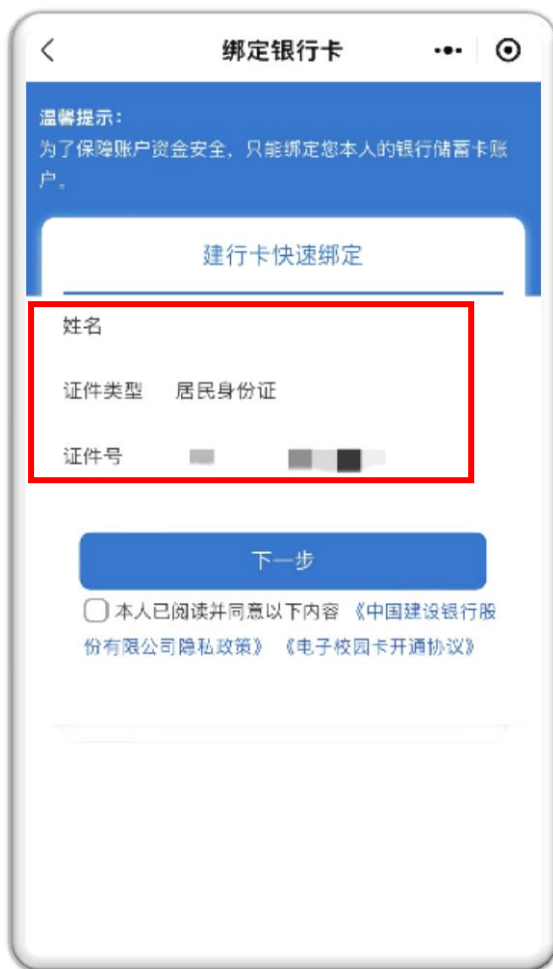 绑定银行卡
温馨提示：
为了保障账户资金安全，只能绑定您本人的银行储蓄卡账
户。
建行卡快速绑定
姓名
证件类型 居民身份证
证件号
下一步
本人已阅读并同意以下内容 《中国建设银行股
份有限公司隐私政策》 《电子校园卡开通协议》